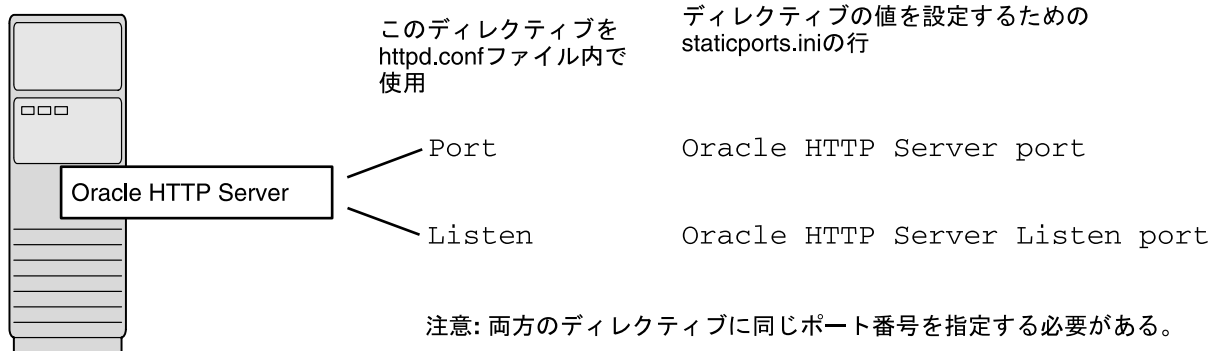 このディレクティブを
httpd.confファイル内で
使用
ディレクティブの値を設定するための
staticports.iniの行
Oracle HTTP Server
Port
Oracle HTTP Server port
Listen
Oracle HTTP Server Listen port
注意: 両方のディレクティブに同じポート番号を指定する必要がある。